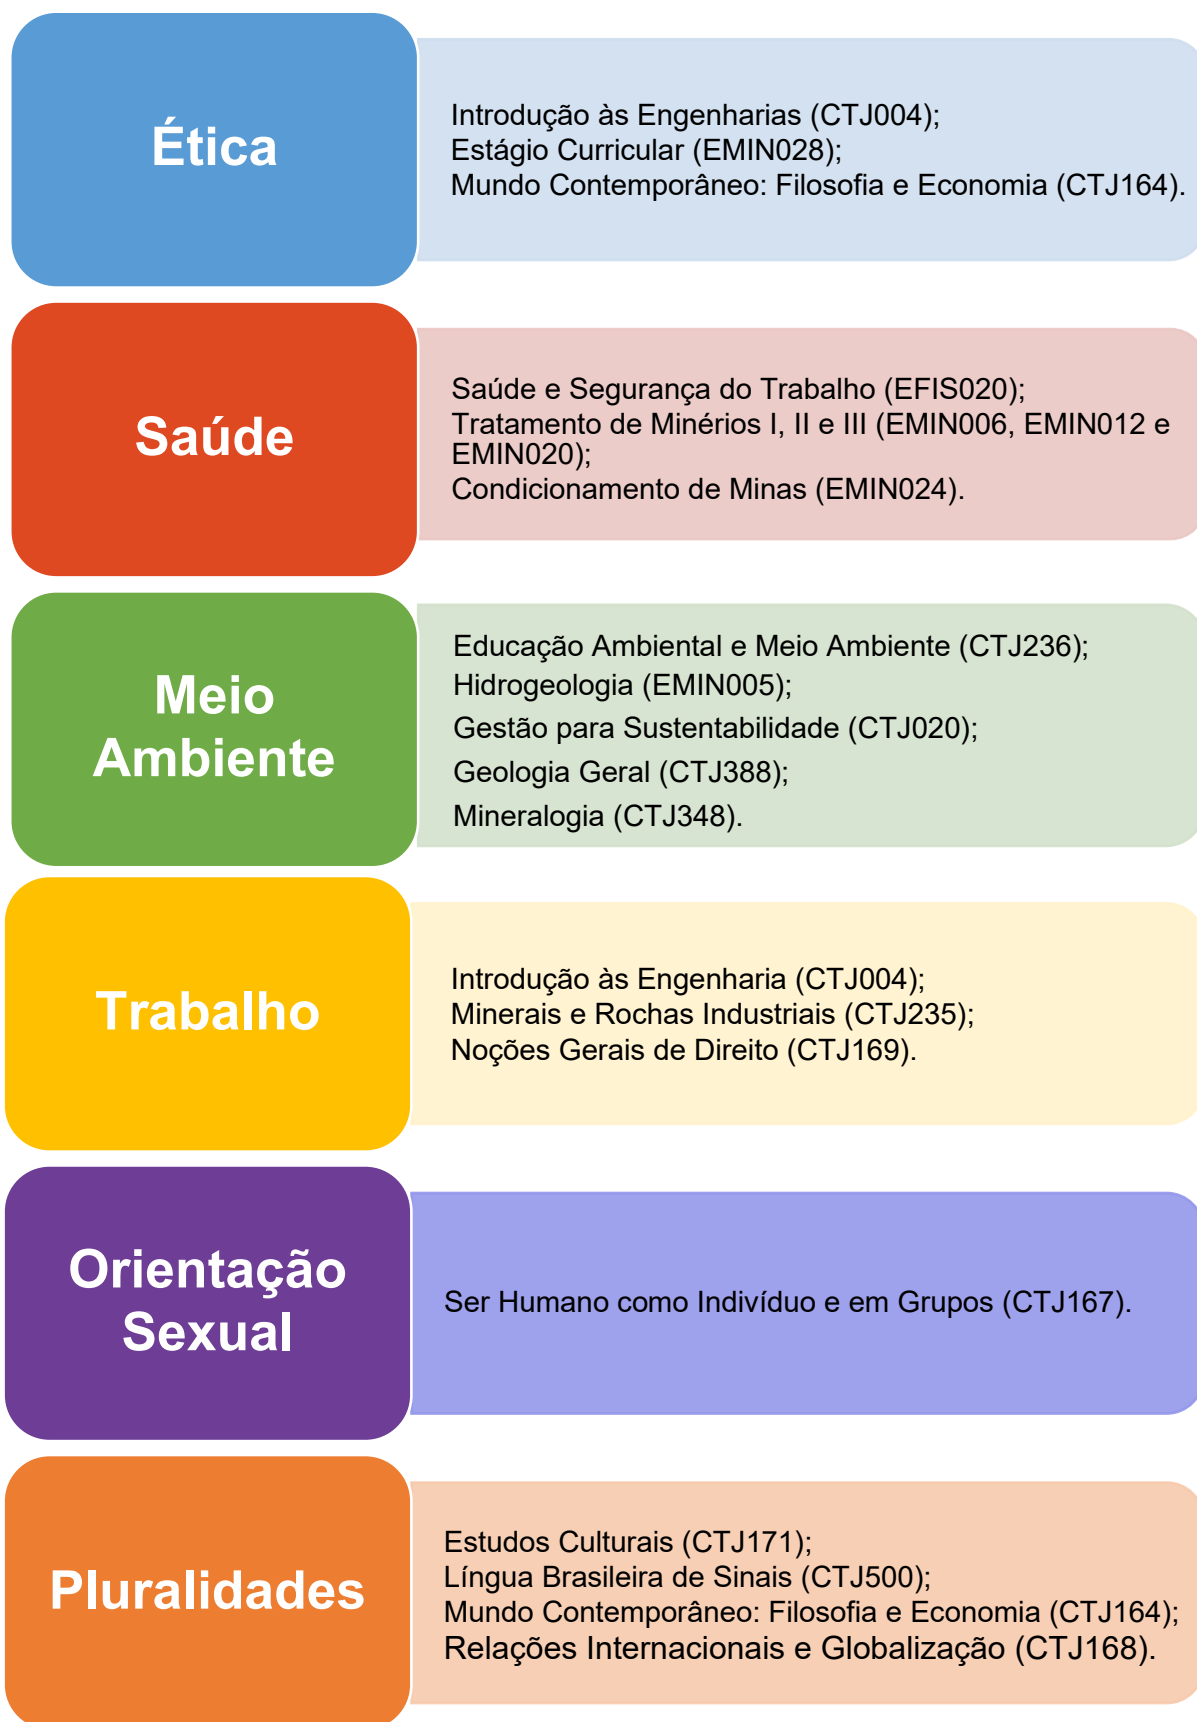 Ética
Introdução às Engenharias (CTJ004);
Estágio Curricular (EMIN028);
Mundo Contemporâneo: Filosofia e Economia (CTJ164).
Saúde
Saúde e Segurança do Trabalho (EFIS020);
Tratamento de Minérios I, II e III (EMIN006, EMIN012 e
EMIN020);
Condicionamento de Minas (EMIN024).
Meio
Ambiente
Educação Ambiental e Meio Ambiente (CTJ236);
Hidrogeologia (EMIN005);
Gestão para Sustentabilidade (CTJ020);
Geologia Geral (CTJ388);
Mineralogia (CTJ348).
Trabalho
Introdução às Engenharia (CTJ004);
Minerais e Rochas Industriais (CTJ235);
Noções Gerais de Direito (CTJ169).
Orientação
Sexual
Ser Humano como Indivíduo e em Grupos (CTJ167).
Pluralidades
Estudos Culturais (CTJ171);
Língua Brasileira de Sinais (CTJ500);
Mundo Contemporâneo: Filosofia e Economia (CTJ164);
Relações Internacionais e Globalização (CTJ168).